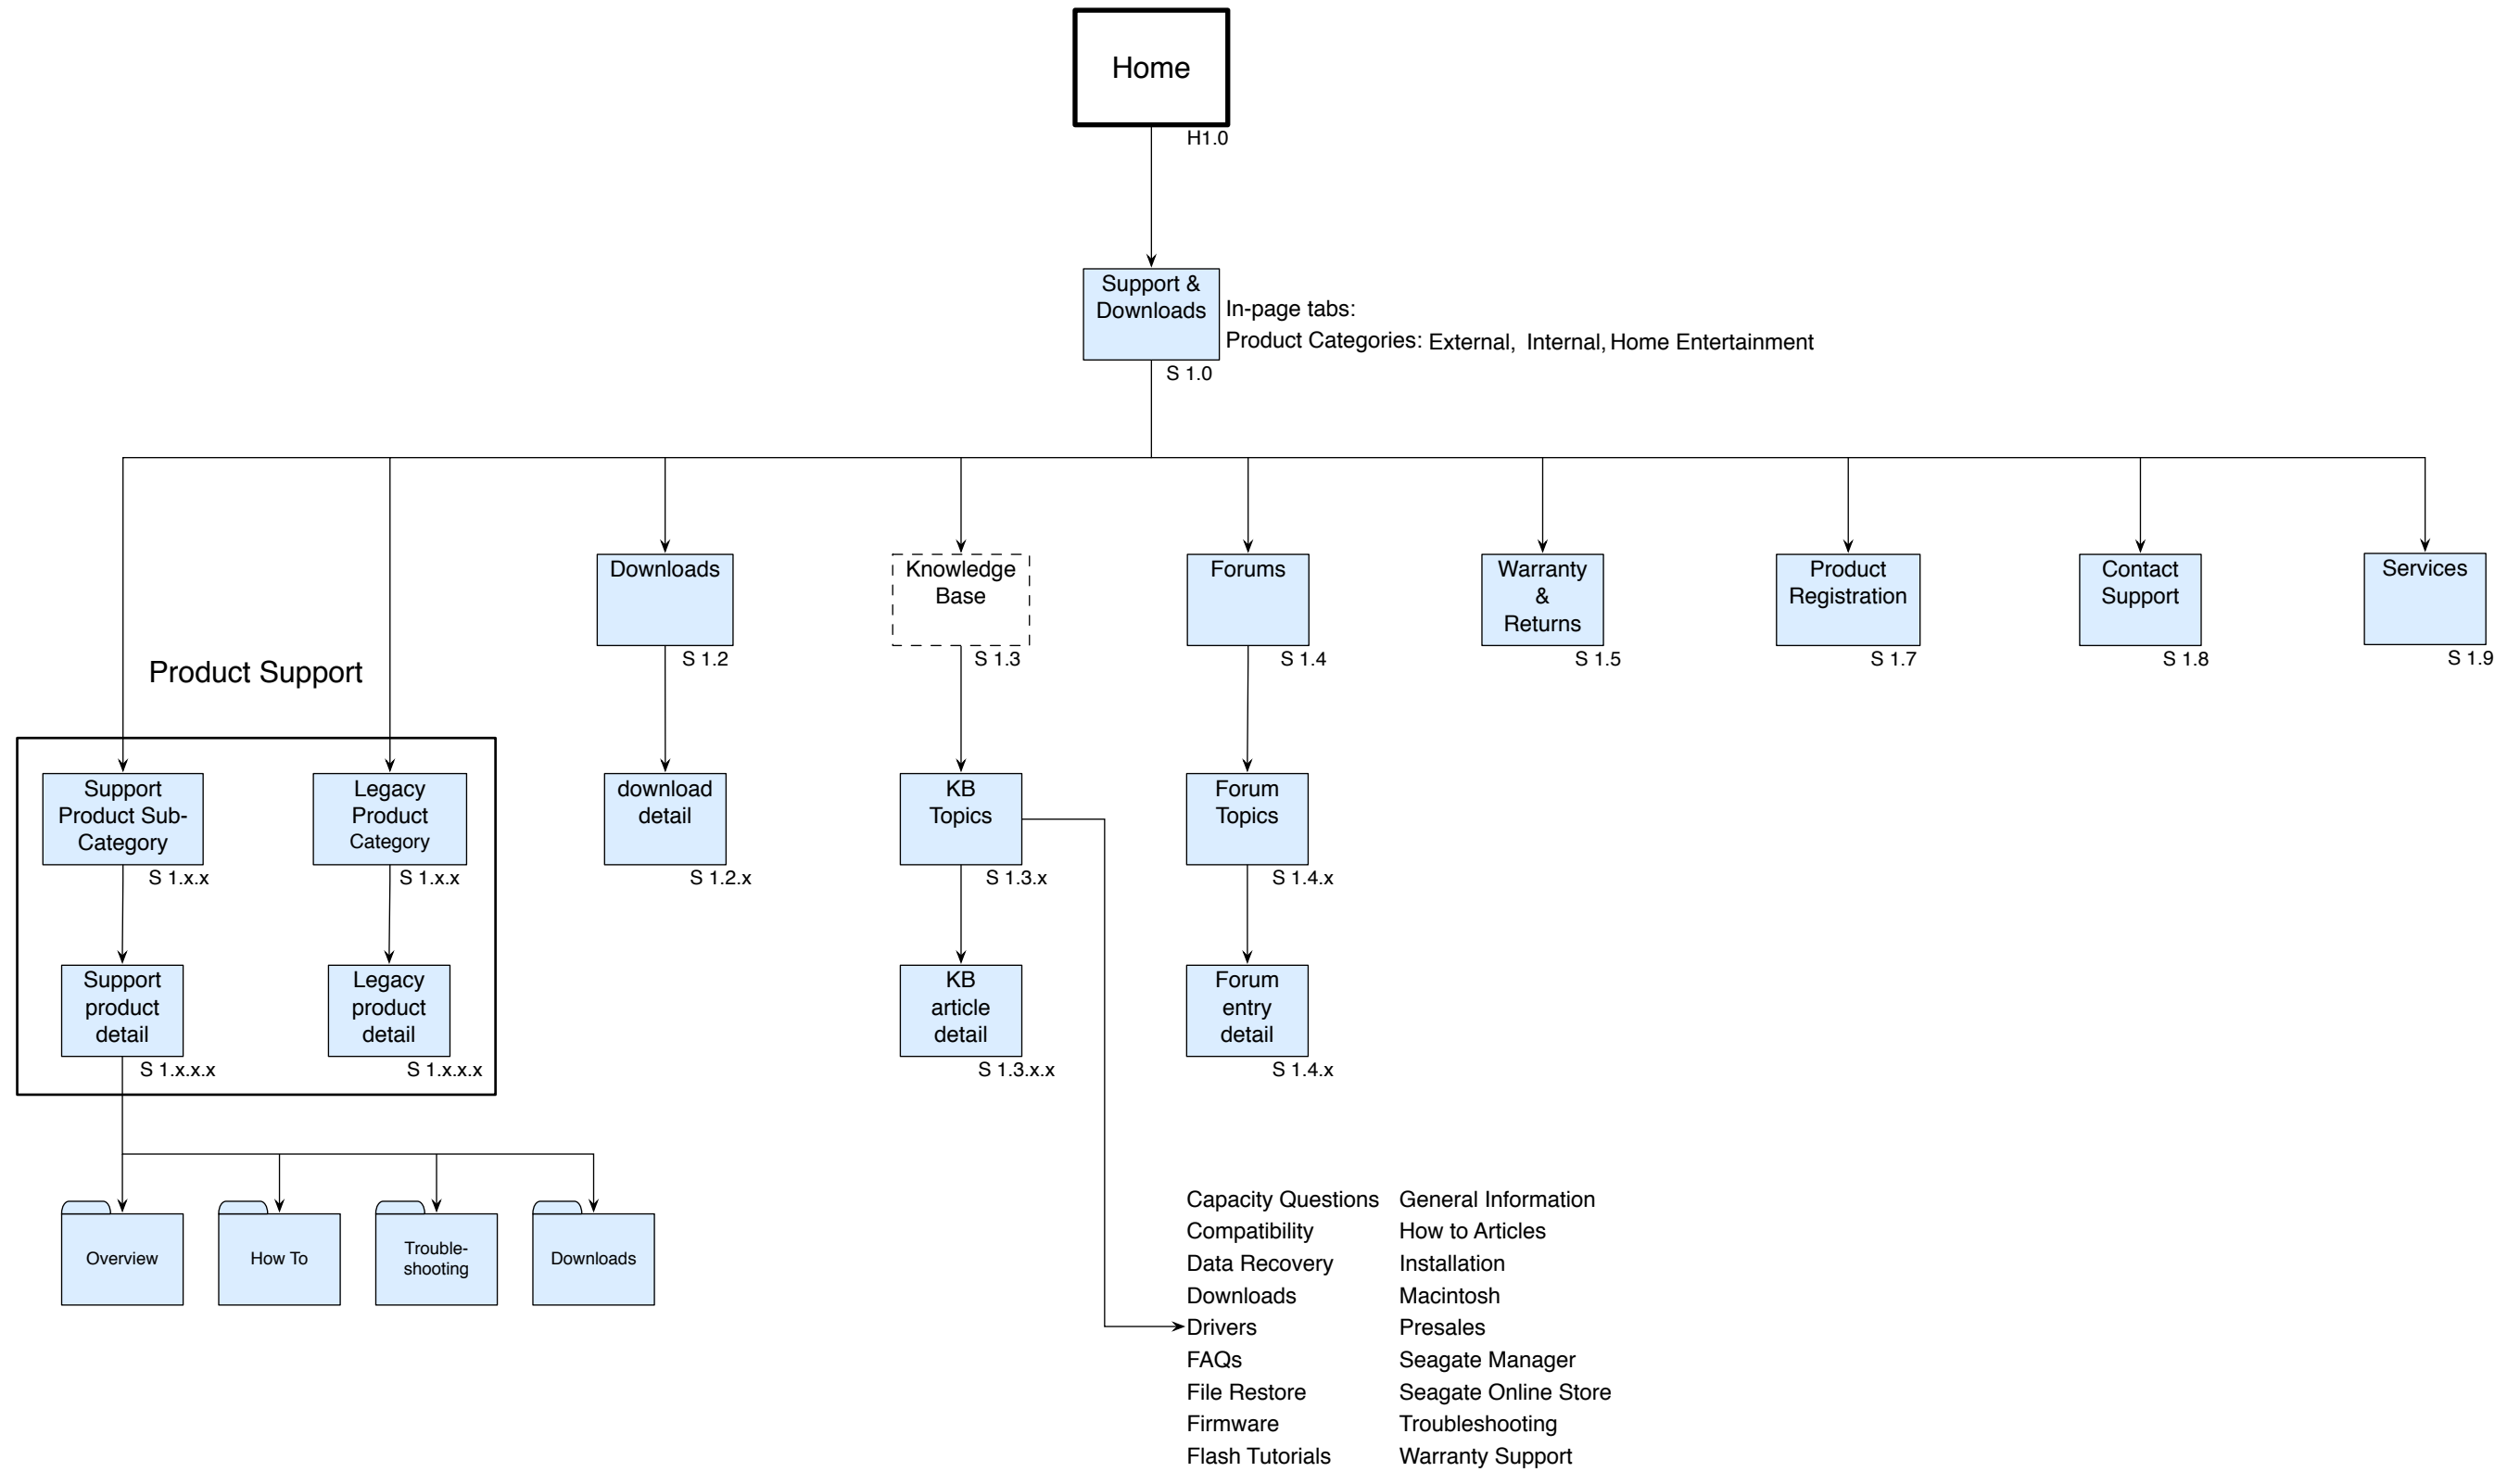 Home
H1.0
Support &
Downloads
In-page tabs:
Product Categories: External, Internal, Home Entertainment
S 1.0
Downloads
S 1.2
Knowledge
Base
S 1.3
Forums
S 1.4
Warranty
&
Returns
S 1.5
Product
Registration
S 1.7
Contact
Support
S 1.8
Services
S 1.9
Product Support
Support
Product Sub-
Category
S 1.x.x
Legacy
Product
Category
S 1.x.x
download
detail
S 1.2.x
KB
Topics
S 1.3.x
Forum
Topics
S 1.4.x
Support
product
detail
S 1.x.x.x
Legacy
product
detail
S 1.x.x.x
KB
article
detail
S 1.3.x.x
Forum
entry
detail
S 1.4.x
Overview
How To
Trouble-
shooting
Downloads
Capacity Questions
Compatibility
Data Recovery
Downloads
Drivers
FAQs
File Restore
Firmware
Flash Tutorials
General Information
How to Articles
Installation
Macintosh
Presales
Seagate Manager
Seagate Online Store
Troubleshooting
Warranty Support